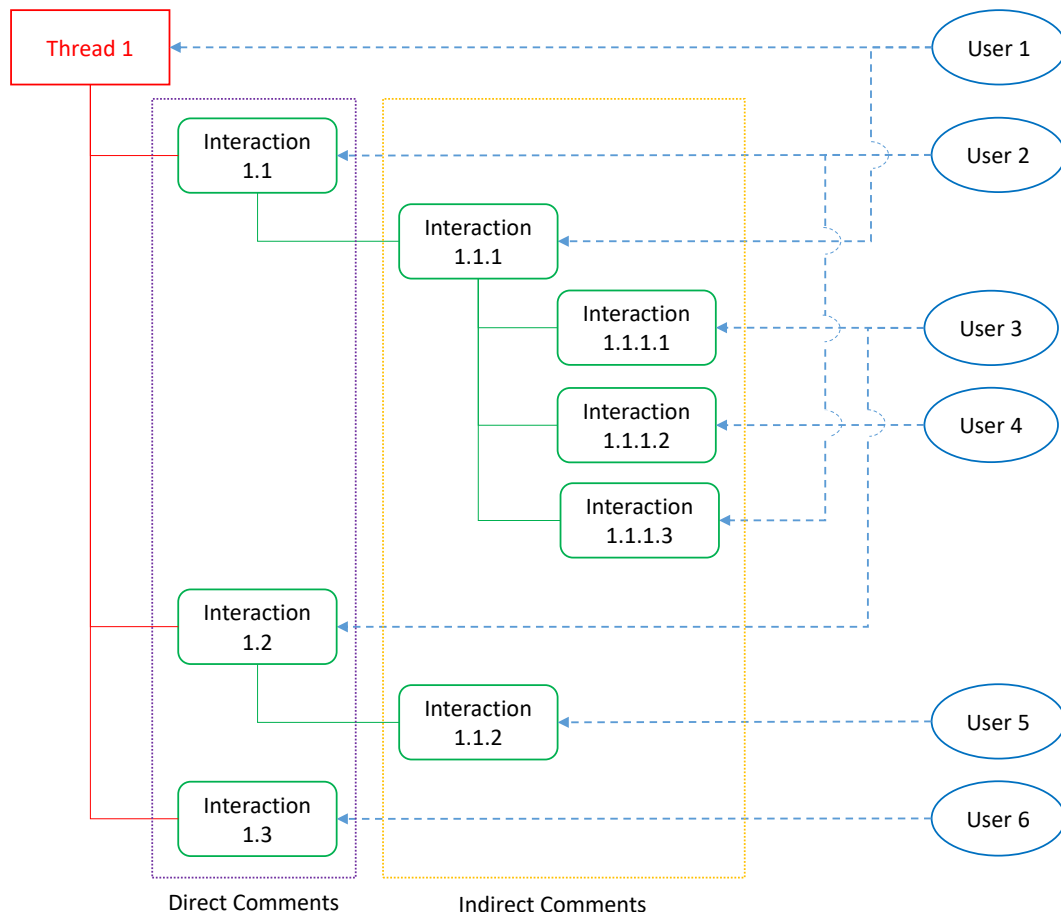 Thread 1
User 1
Interaction
1.1
User 2
Interaction
1.1.1
Interaction
1.1.1.1
User 3
Interaction
1.1.1.2
User 4
Interaction
1.1.1.3
Interaction
1.2
Interaction
1.1.2
User 5
Interaction
1.3
User 6
Direct Comments
Indirect Comments